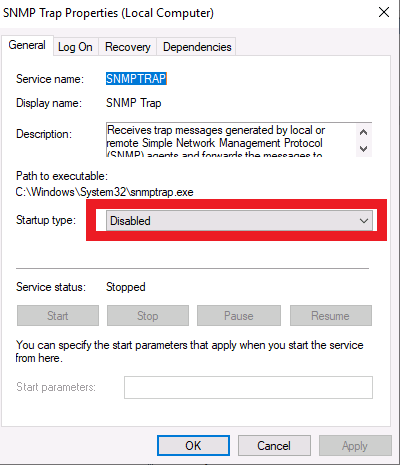 SNMP Trap Properties (Local Computer)
General Log On Recovery Dependencies
Service name: SNMPTRAP
Display name: SNMP Trap
Description: Receives trap messages generated by local or
remote Simple Network Management Protocol
(SNMP) agents and forwards the messages to
Path to executable:
C:\Windows\System32\snmptrap.exe
Startup type: Disabled
Service status: Stopped
Start Stop Pause Resume
You can specify the start parameters that apply when you start the service
from here.
Start parameters:
OK Cancel Apply